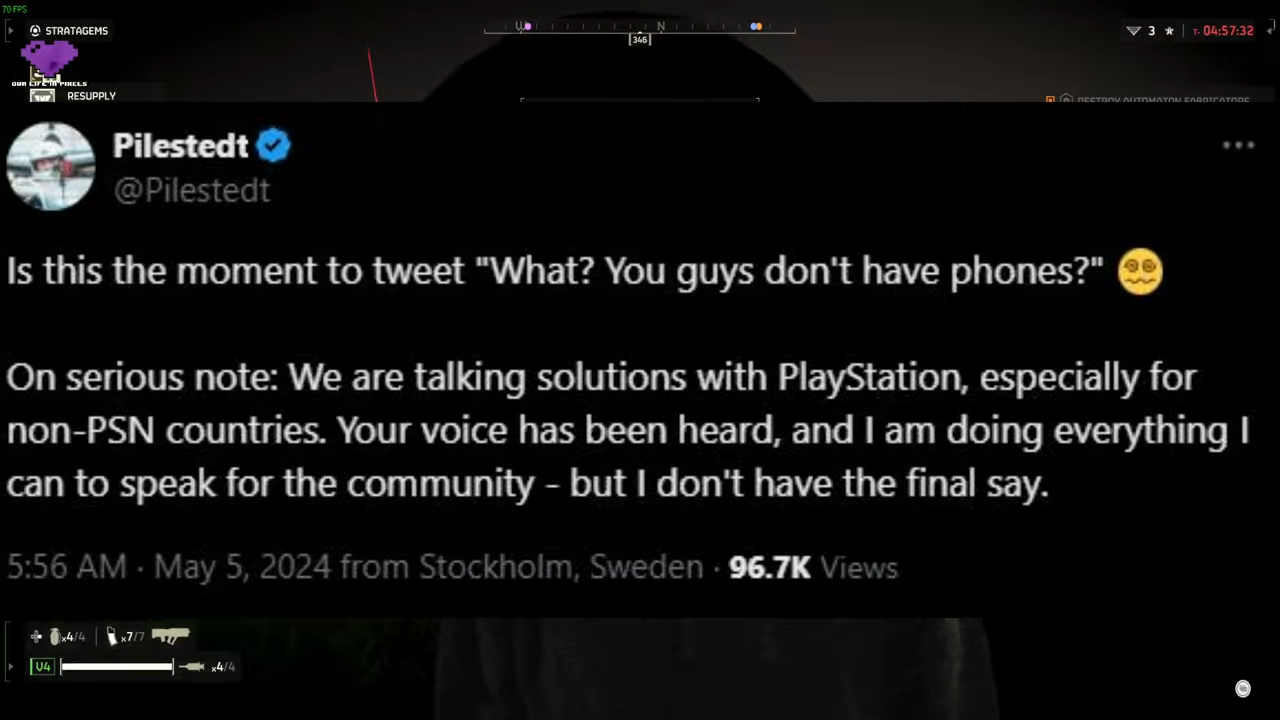 70 FPS
STRATAGEMS
W N
346
3 T- 04:57:32
OUR LIFE IN PIXELS
RESUPPLY
DESTROY AUTOMATON FABRICATORS
Pilestedt
@Pilestedt
Is this the moment to tweet "What? You guys don't have phones?" 😵‍💫
On serious note: We are talking solutions with PlayStation, especially for
non-PSN countries. Your voice has been heard, and I am doing everything I
can to speak for the community - but I don't have the final say.
5:56 AM · May 5, 2024 from Stockholm, Sweden · 96.7K Views
x4/4 x7/7
V4 x4/4